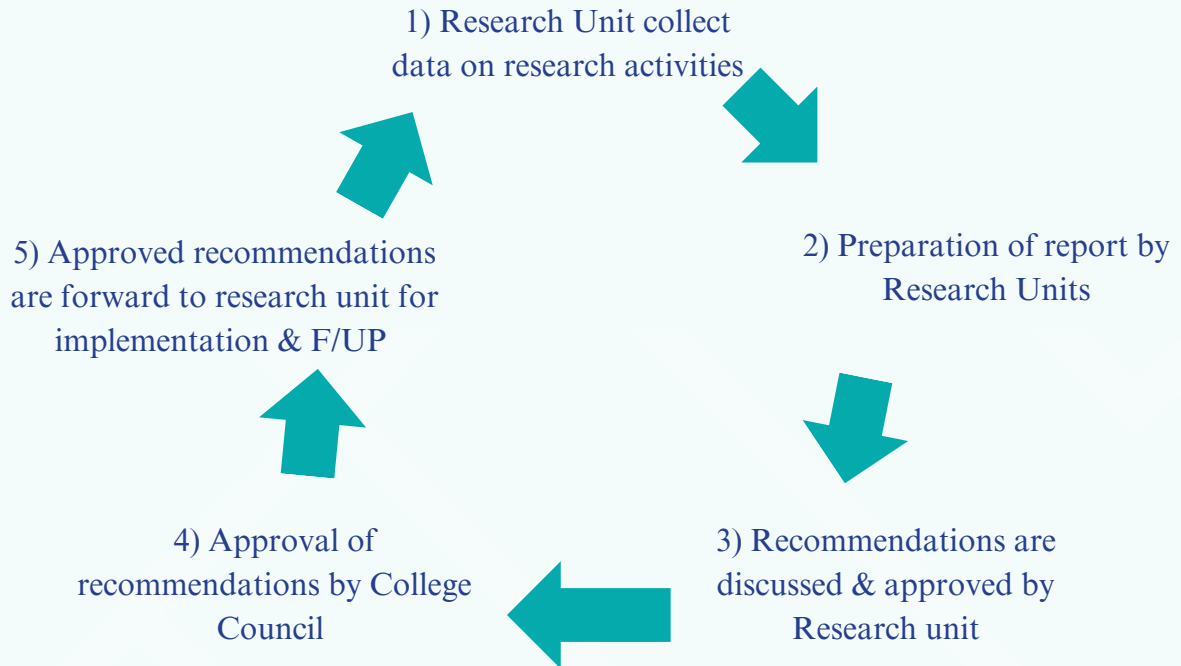 1) Research Unit collect
data on research activities
2) Preparation of report by
Research Units
3) Recommendations are
discussed & approved by
Research unit
4) Approval of
recommendations by College
Council
5) Approved recommendations
are forward to research unit for
implementation & F/UP